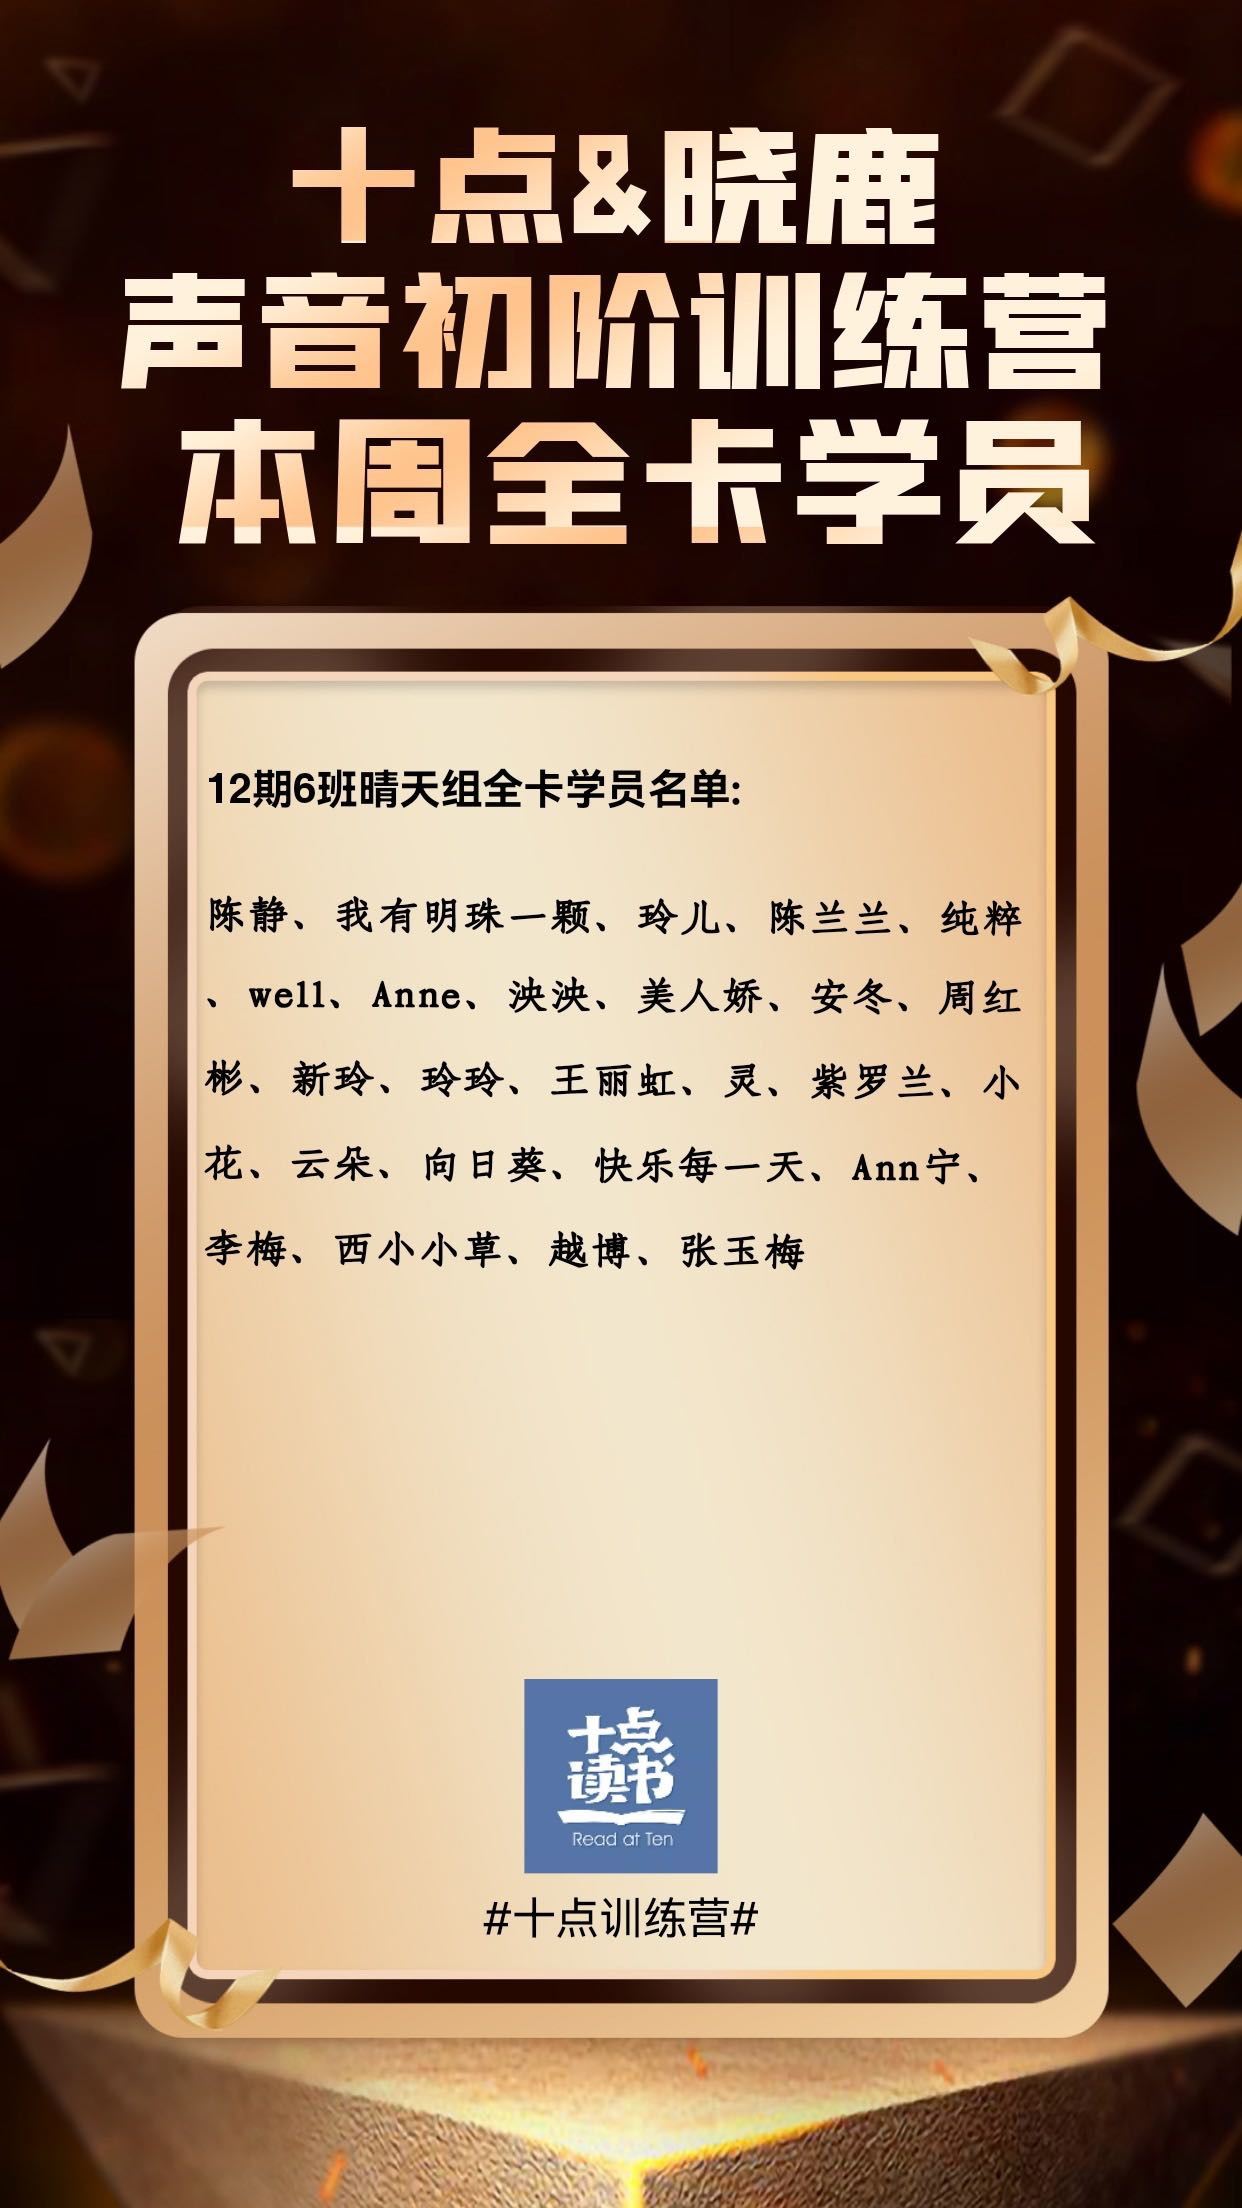 十点&晓鹿
声音初阶训练营
本周全卡学员
12期6班晴天组全卡学员名单:
陈静、我有明珠一颗、玲儿、陈兰兰、纯粹
、well、Anne、泱泱、美人娇、安冬、周红
彬、新玲、玲玲、王丽虹、灵、紫罗兰、小
花、云朵、向日葵、快乐每一天、Ann宁、
李梅、西小小草、越博、张玉梅
十点
读书
Read at Ten
#十点训练营#